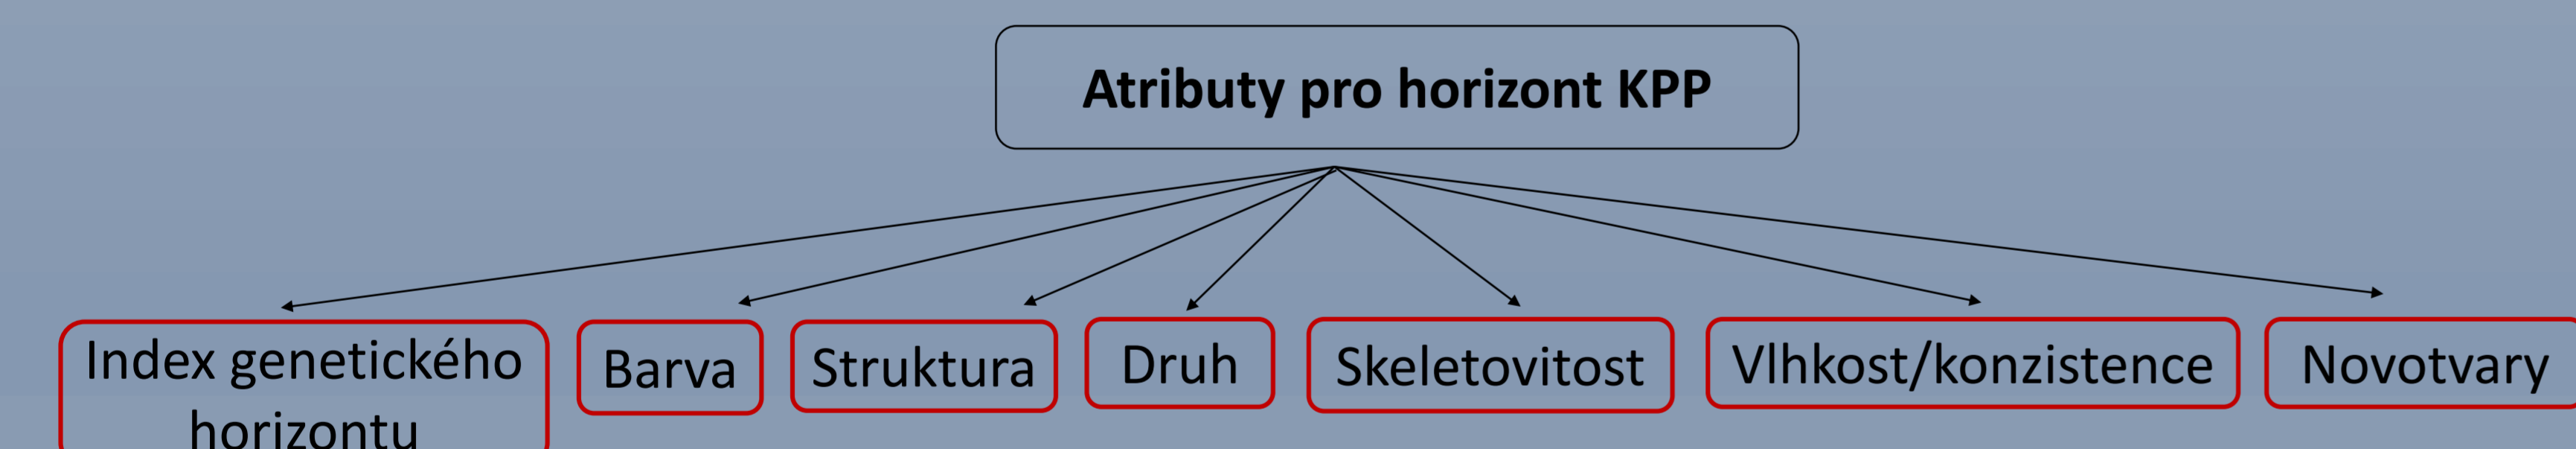 Atributy pro horizont KPP
Index genetického
horizontu
Barva
Struktura
Druh
Skeletovitost
Vlhkost/konzistence
Novotvary